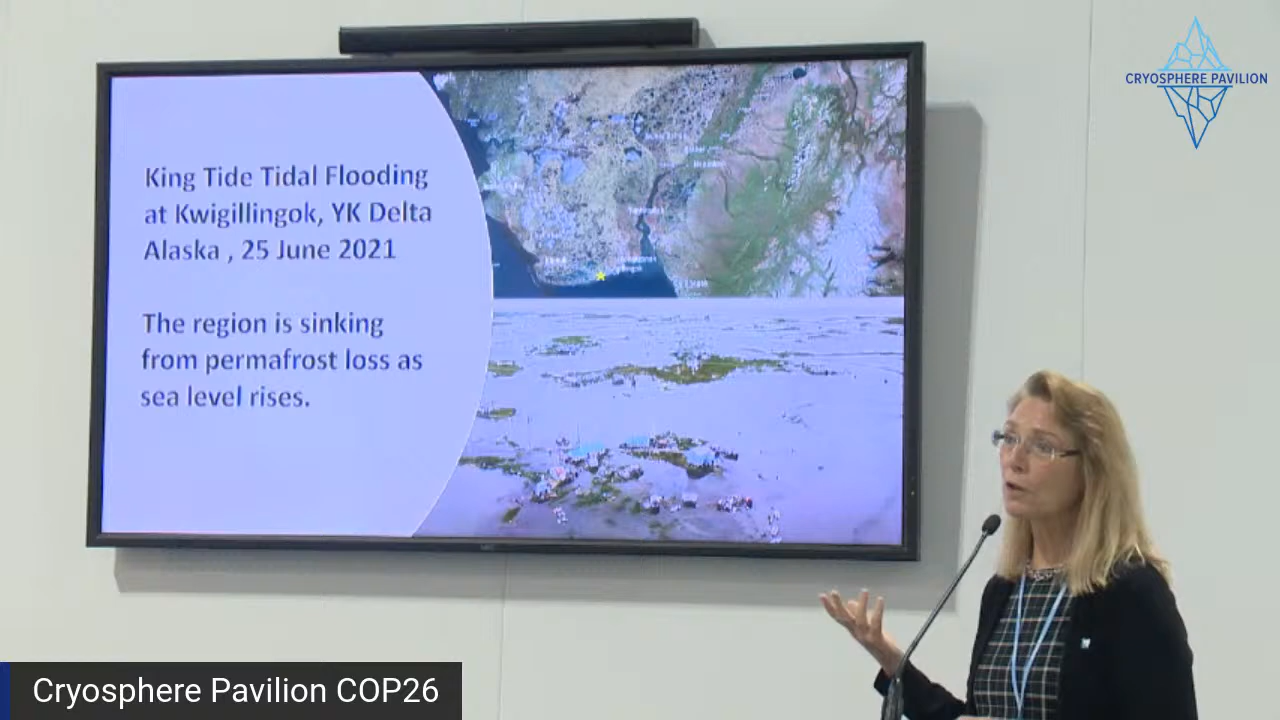 CRYOSPHERE PAVILION
King Tide Tidal Flooding
at Kwigillingok, YK Delta
Alaska , 25 June 2021
The region is sinking
from permafrost loss as
sea level rises.
Cryosphere Pavilion COP26